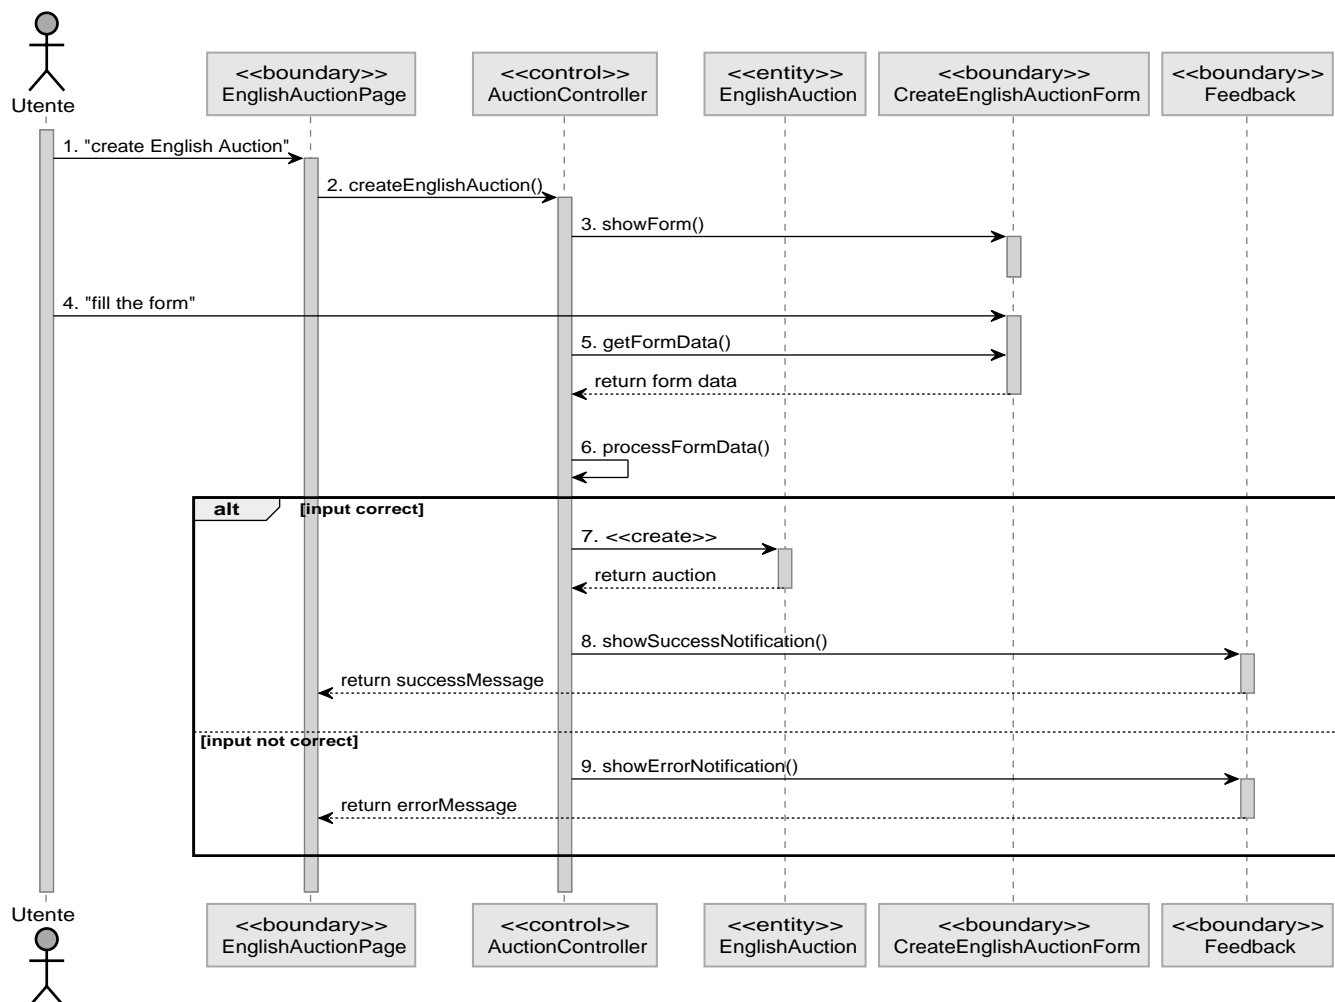 Utente
<<boundary>>
EnglishAuctionPage
<<control>>
AuctionController
<<entity>>
EnglishAuction
<<boundary>>
CreateEnglishAuctionForm
<<boundary>>
Feedback
1. "create English Auction"
2. createEnglishAuction()
3. showForm()
4. "fill the form"
5. getFormData()
return form data
6. processFormData()
alt
[input correct]
7. <<create>>
return auction
8. showSuccessNotification()
return successMessage
[input not correct]
9. showErrorNotification()
return errorMessage
Utente
<<boundary>>
EnglishAuctionPage
<<control>>
AuctionController
<<entity>>
EnglishAuction
<<boundary>>
CreateEnglishAuctionForm
<<boundary>>
Feedback